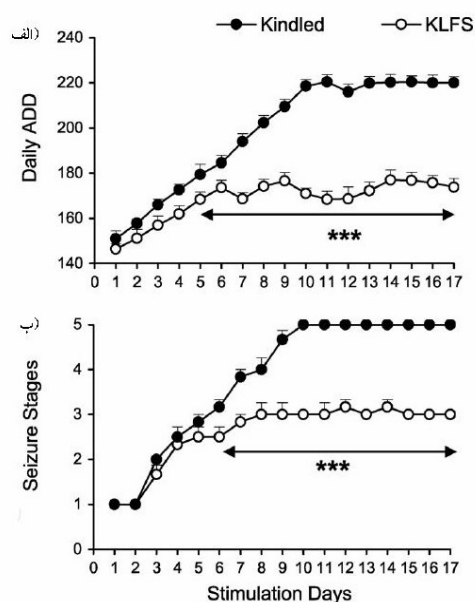 Kindled KLFS
الف)
240
220
200
180
160
140
Daily ADD
***
0 1 2 3 4 5 6 7 8 9 10 11 12 13 14 15 16 17
ب)
5
4
3
2
1
0
Seizure Stages
***
0 1 2 3 4 5 6 7 8 9 10 11 12 13 14 15 16 17
Stimulation Days